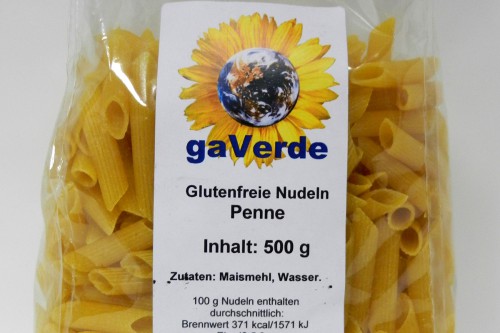 gaVerde
Glutenfreie Nudeln
Penne
Inhalt: 500 g
Zutaten: Maismehl, Wasser.
100 g Nudeln enthalten
durchschnittlich:
Brennwert 371 kcal/1571 kJ